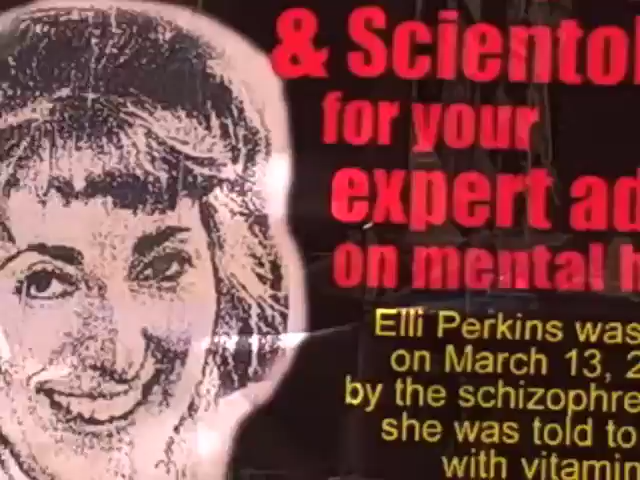 & Sciento
for your
expert ad
on mental h
Elli Perkins was
on March 13, 2
by the schizophre
she was told to
with vitamin